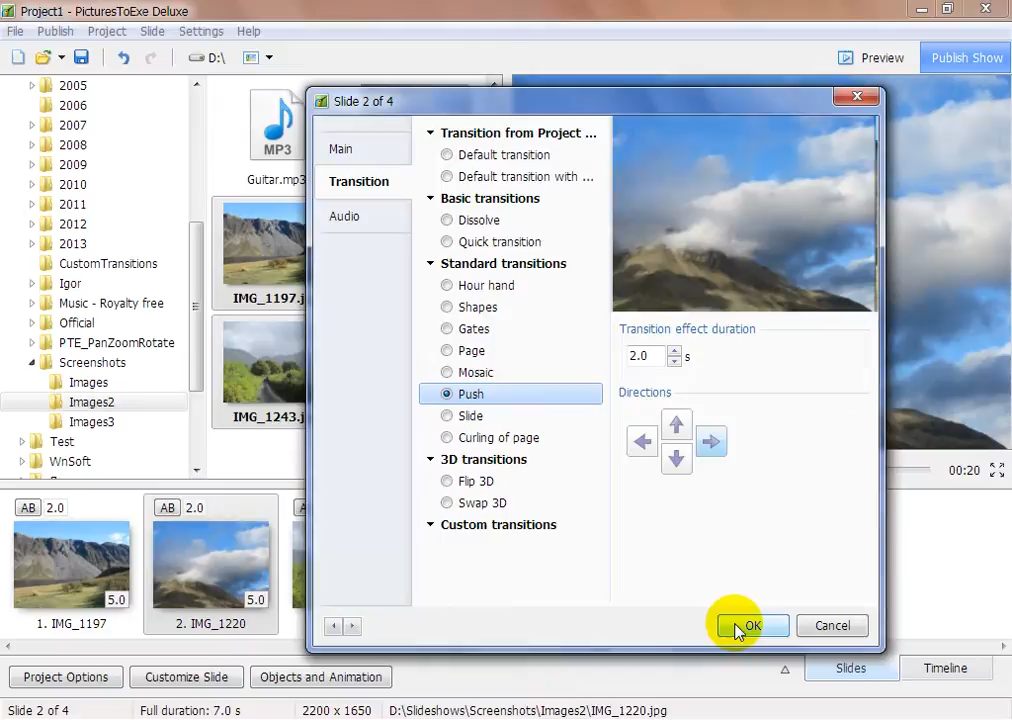 Project1 - PicturesToExe Deluxe
File Publish Project Slide Settings Help
D:\
Preview
Publish Show
2005
2006
2007
2008
2009
2010
2011
2012
2013
CustomTransitions
Igor
Music - Royalty free
Official
PTE_PanZoomRotate
Screenshots
Images
Images2
Images3
Test
WnSoft
MP3
Guitar.mp3
IMG_1197.j
IMG_1243.j
Slide 2 of 4
Main
Transition
Audio
Transition from Project ...
Default transition
Default transition with ...
Basic transitions
Dissolve
Quick transition
Standard transitions
Hour hand
Shapes
Gates
Page
Mosaic
Push
Slide
Curling of page
3D transitions
Flip 3D
Swap 3D
Custom transitions
Transition effect duration
2.0 s
Directions
OK
Cancel
00:20
AB 2.0
5.0
1. IMG_1197
AB 2.0
5.0
2. IMG_1220
Project Options
Customize Slide
Objects and Animation
Slides
Timeline
Slide 2 of 4
Full duration: 7.0 s
2200 x 1650
D:\Slideshows\Screenshots\Images2\IMG_1220.jpg